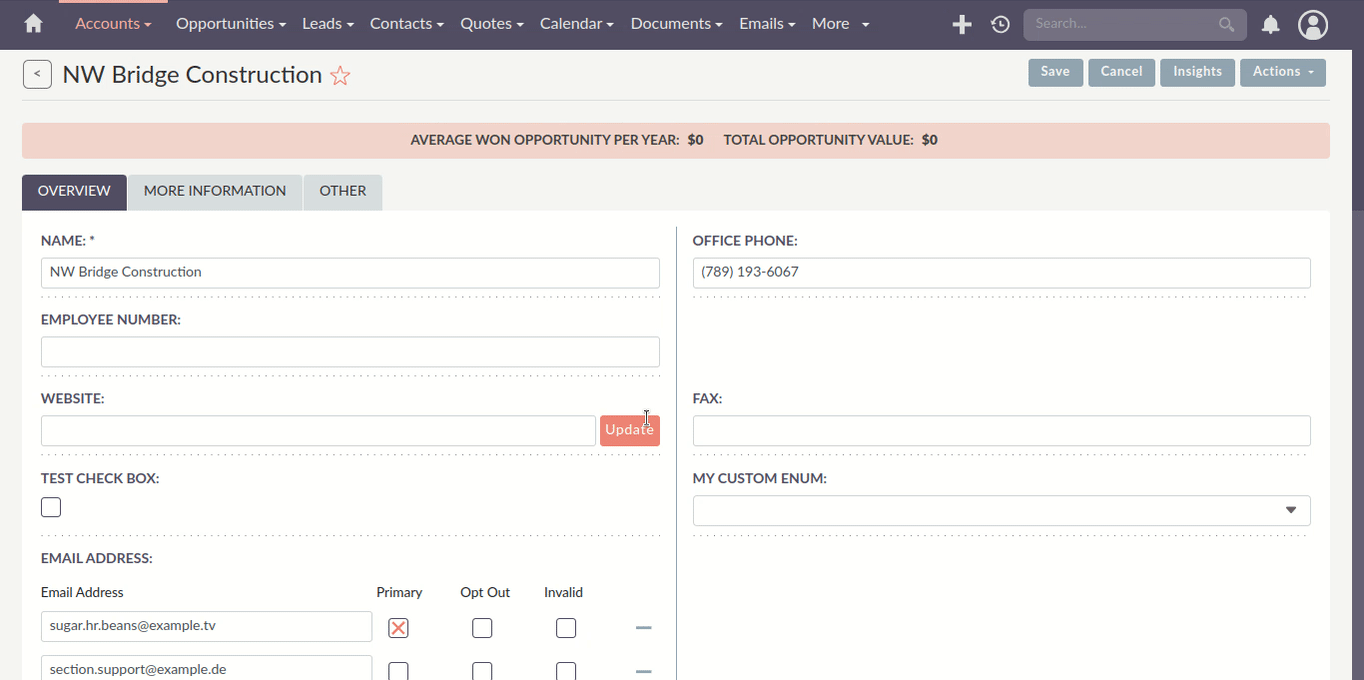 Accounts Opportunities Leads Contacts Quotes Calendar Documents Emails More Search...
< NW Bridge Construction Save Cancel Insights Actions
AVERAGE WON OPPORTUNITY PER YEAR: $0 TOTAL OPPORTUNITY VALUE: $0
OVERVIEW MORE INFORMATION OTHER
NAME: * OFFICE PHONE:
NW Bridge Construction (789) 193-6067
EMPLOYEE NUMBER:
WEBSITE: FAX:
Update
TEST CHECK BOX: MY CUSTOM ENUM:
EMAIL ADDRESS:
Email Address Primary Opt Out Invalid
sugar.hr.beans@example.tv
section.support@example.de